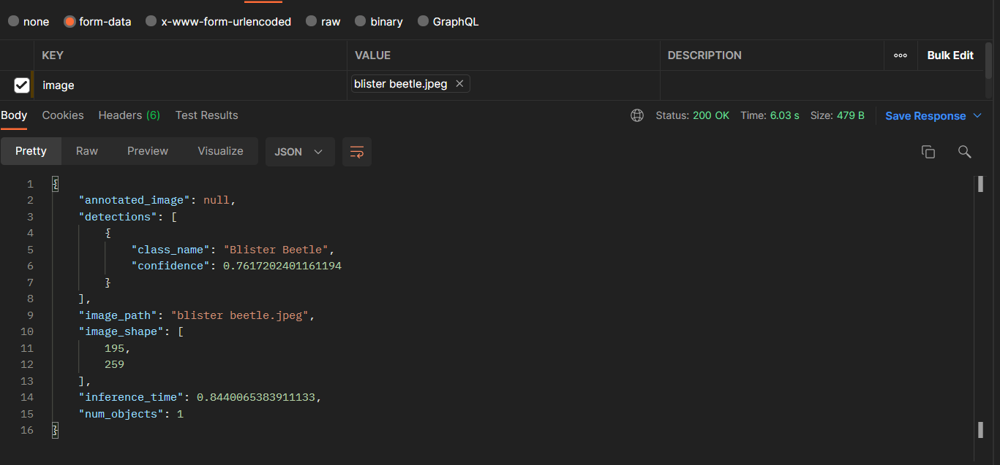 none form-data x-www-form-urlencoded raw binary GraphQL
KEY VALUE DESCRIPTION ooo Bulk Edit
image blister beetle.jpeg ×
Body Cookies Headers (6) Test Results Status: 200 OK Time: 6.03 s Size: 479 B Save Response
Pretty Raw Preview Visualize JSON
1 {
2 "annotated_image": null,
3 "detections": [
4 {
5 "class_name": "Blister Beetle",
6 "confidence": 0.7617202401161194
7 }
8 ],
9 "image_path": "blister beetle.jpeg",
10 "image_shape": [
11 195,
12 259
13 ],
14 "inference_time": 0.8440065383911133,
15 "num_objects": 1
16 }